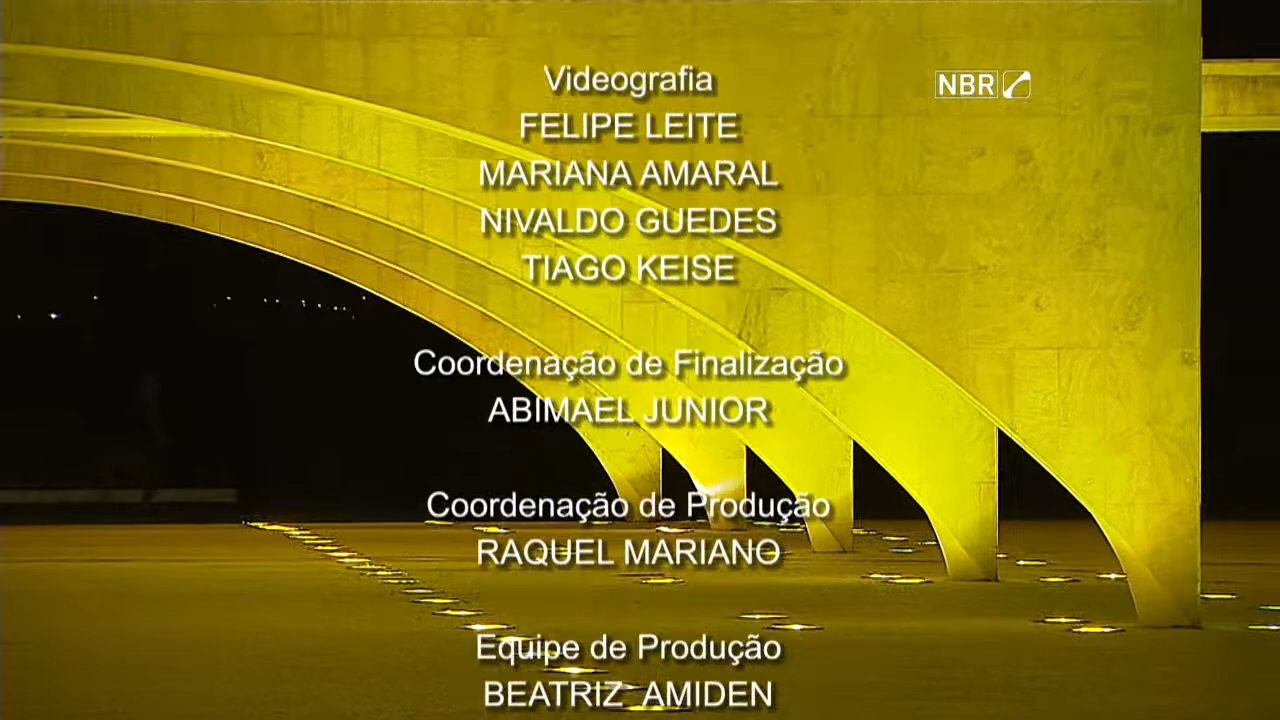 NBR
Videografia
FELIPE LEITE
MARIANA AMARAL
NIVALDO GUEDES
TIAGO KEISE
Coordenação de Finalização
ABIMAEL JUNIOR
Coordenação de Produção
RAQUEL MARIANO
Equipe de Produção
BEATRIZ AMIDEN